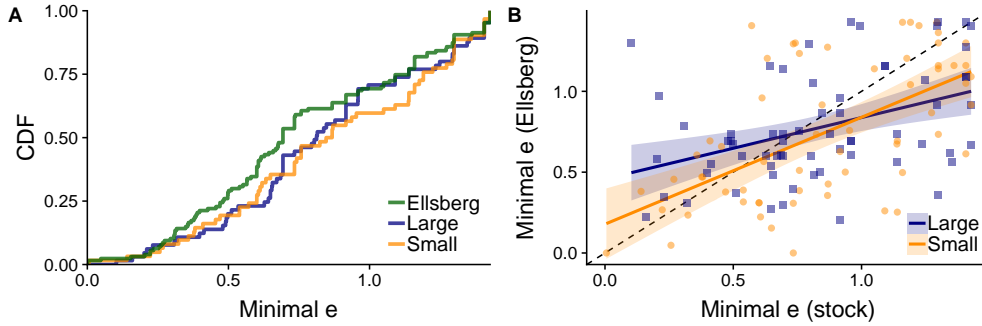 A
CDF
1.00
0.75
0.50
0.25
0.00
Ellsberg
Large
Small
0.0
0.5
1.0
Minimal e
B
Minimal e (Ellsberg)
1.0
0.5
0.0
Large
Small
0.0
0.5
1.0
Minimal e (stock)